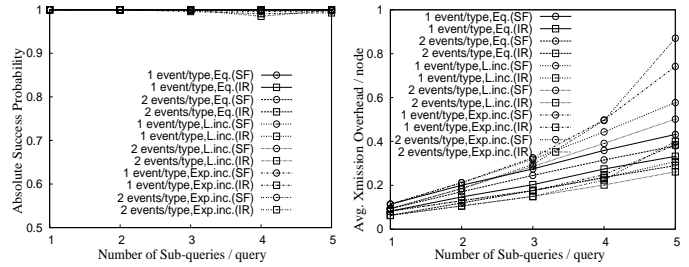 Absolute Success Probability
1
0.9
0.8
0.7
0.6
0.5
1 event/type,Eq.(SF)
1 event/type,Eq.(IR)
2 events/type,Eq.(SF)
2 events/type,Eq.(IR)
1 event/type,L.inc.(SF)
1 event/type,L.inc.(IR)
2 events/type,L.inc.(SF)
2 events/type,L.inc.(IR)
1 event/type,Exp.inc(SF)
1 event/type,Exp.inc(IR)
2 events/type,Exp.inc(SF)
2 events/type,Exp.inc(IR)
1 2 3 4 5
Number of Sub-queries / query
Avg. Xmission Overhead / node
1
0.8
0.6
0.4
0.2
0
1 event/type,Eq.(SF)
1 event/type,Eq.(IR)
2 events/type,Eq.(SF)
2 events/type,Eq.(IR)
1 event/type,L.inc(SF)
1 event/type,L.inc(IR)
2 events/type,L.inc(SF)
2 events/type,L.inc(IR)
1 event/type,Exp.inc(SF)
1 event/type,Exp.inc(IR)
2 events/type,Exp.inc(SF)
2 events/type,Exp.inc(IR)
1 2 3 4 5
Number of Sub-queries / query